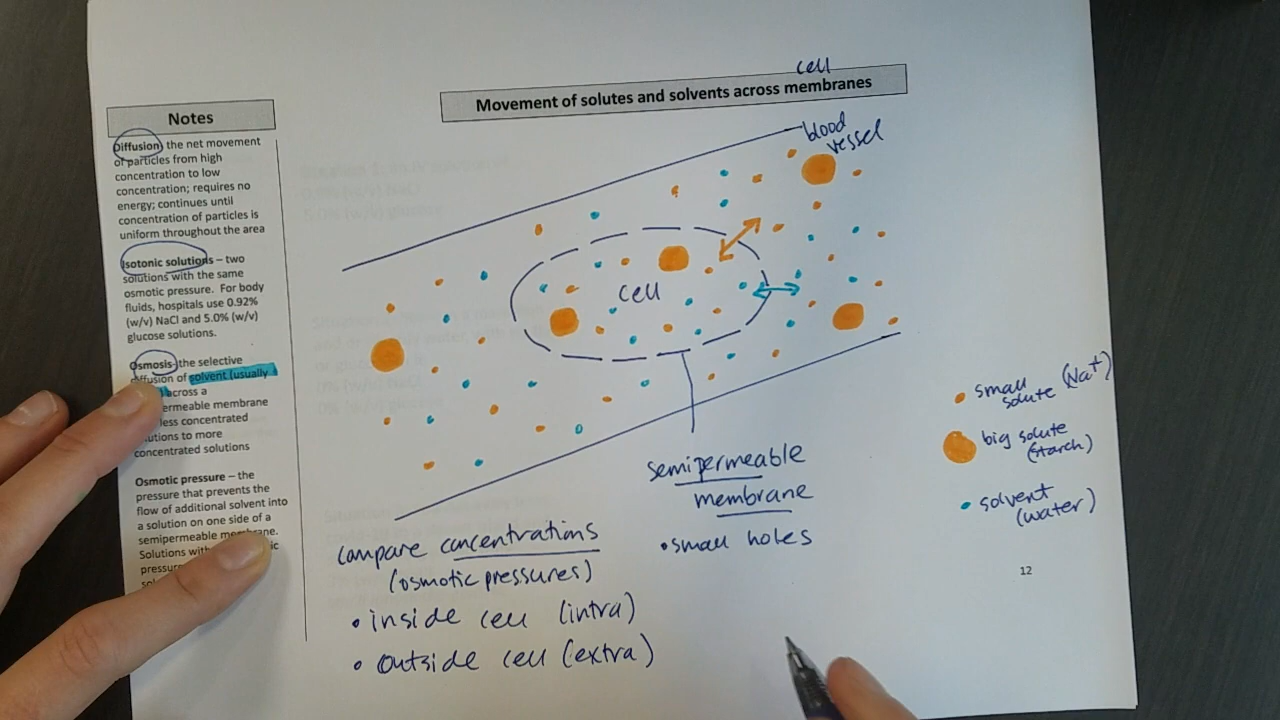 cell
Movement of solutes and solvents across membranes
Notes
Diffusion) the net movement
of particles from high
concentration to low
concentration; requires no
energy; continues until
concentration of particles is
uniform throughout the area
Isotonic solutions – two
solutions with the same
osmotic pressure. For body
fluids, hospitals use 0.92%
(w/v) NaCl and 5.0% (w/v)
glucose solutions.
Osmosis- the selective
diffusion of solvent (usually
across a
membrane
less concentrated
to more
concentrated solutions
Osmotic pressure – the
pressure that prevents the
flow of additional solvent into
a solution on one side of a
semipermeable
Solutions
blood
vessel
cell
semipermeable
membrane
•small holes
compare concentrations
(osmotic pressures)
• inside cell (intra)
• outside cell (extra)
small
solute (Na+)
big solute
(starch)
solvent
(water)
12